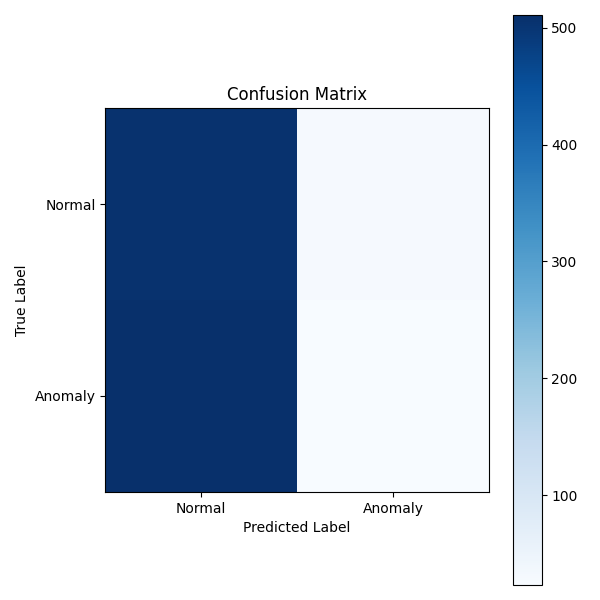 Confusion Matrix
True Label
Normal
Anomaly
Normal
Anomaly
Predicted Label
500
400
300
200
100